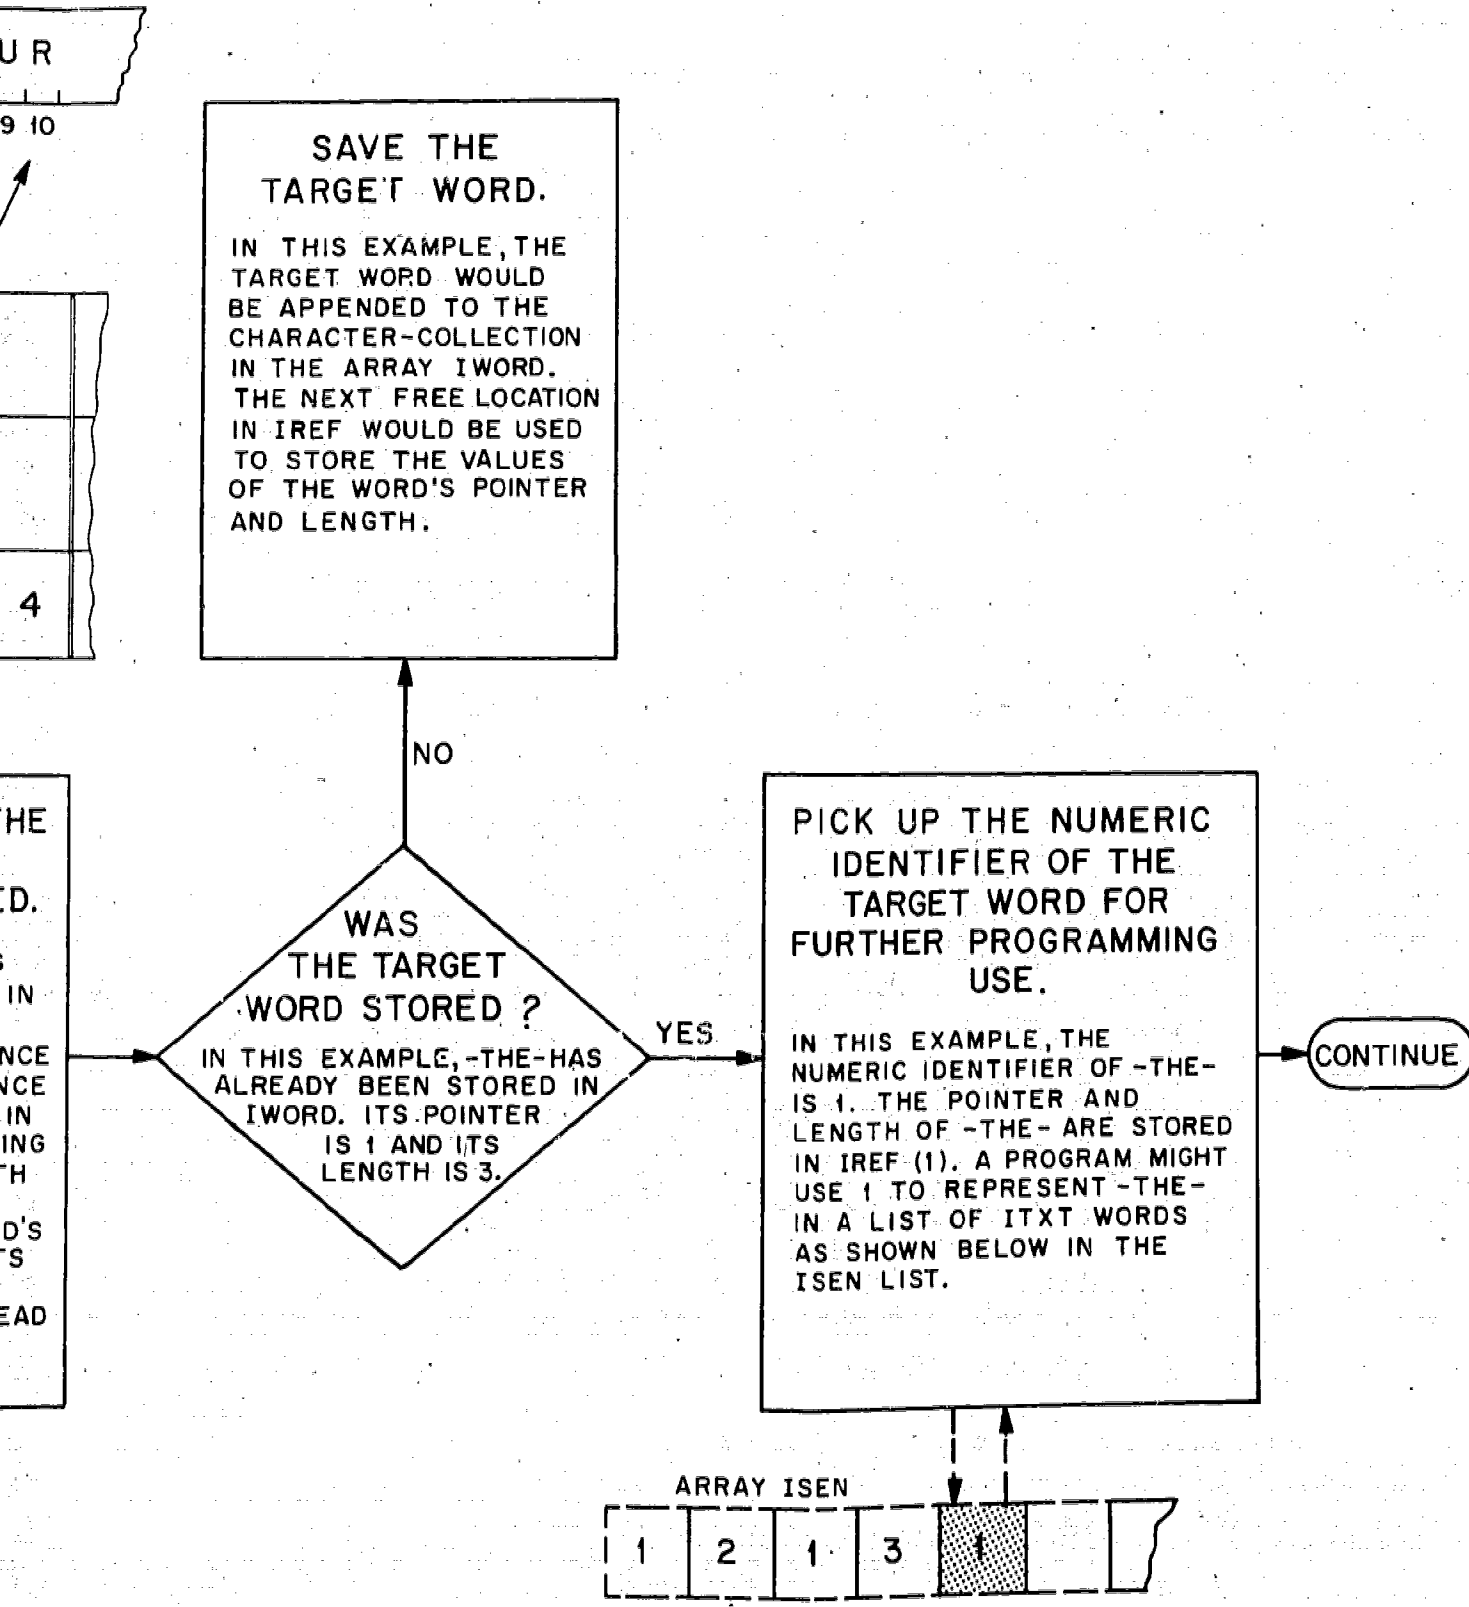 U R
9 10
SAVE THE
TARGET WORD.
IN THIS EXAMPLE, THE
TARGET WORD WOULD
BE APPENDED TO THE
CHARACTER-COLLECTION
IN THE ARRAY IWORD.
THE NEXT FREE LOCATION
IN IREF WOULD BE USED
TO STORE THE VALUES
OF THE WORD'S POINTER
AND LENGTH.
4
NO
THE
ED.
S
IN
NCE
NCE
IN
ING
TH
D'S
TS
EAD
WAS
THE TARGET
WORD STORED ?
IN THIS EXAMPLE, -THE- HAS
ALREADY BEEN STORED IN
IWORD. ITS POINTER
IS 1 AND ITS
LENGTH IS 3.
YES
PICK UP THE NUMERIC
IDENTIFIER OF THE
TARGET WORD FOR
FURTHER PROGRAMMING
USE.
IN THIS EXAMPLE, THE
NUMERIC IDENTIFIER OF -THE-
IS 1. THE POINTER AND
LENGTH OF -THE- ARE STORED
IN IREF (1). A PROGRAM MIGHT
USE 1 TO REPRESENT -THE-
IN A LIST OF ITXT WORDS
AS SHOWN BELOW IN THE
ISEN LIST.
CONTINUE
ARRAY ISEN
1 2 1 3 1